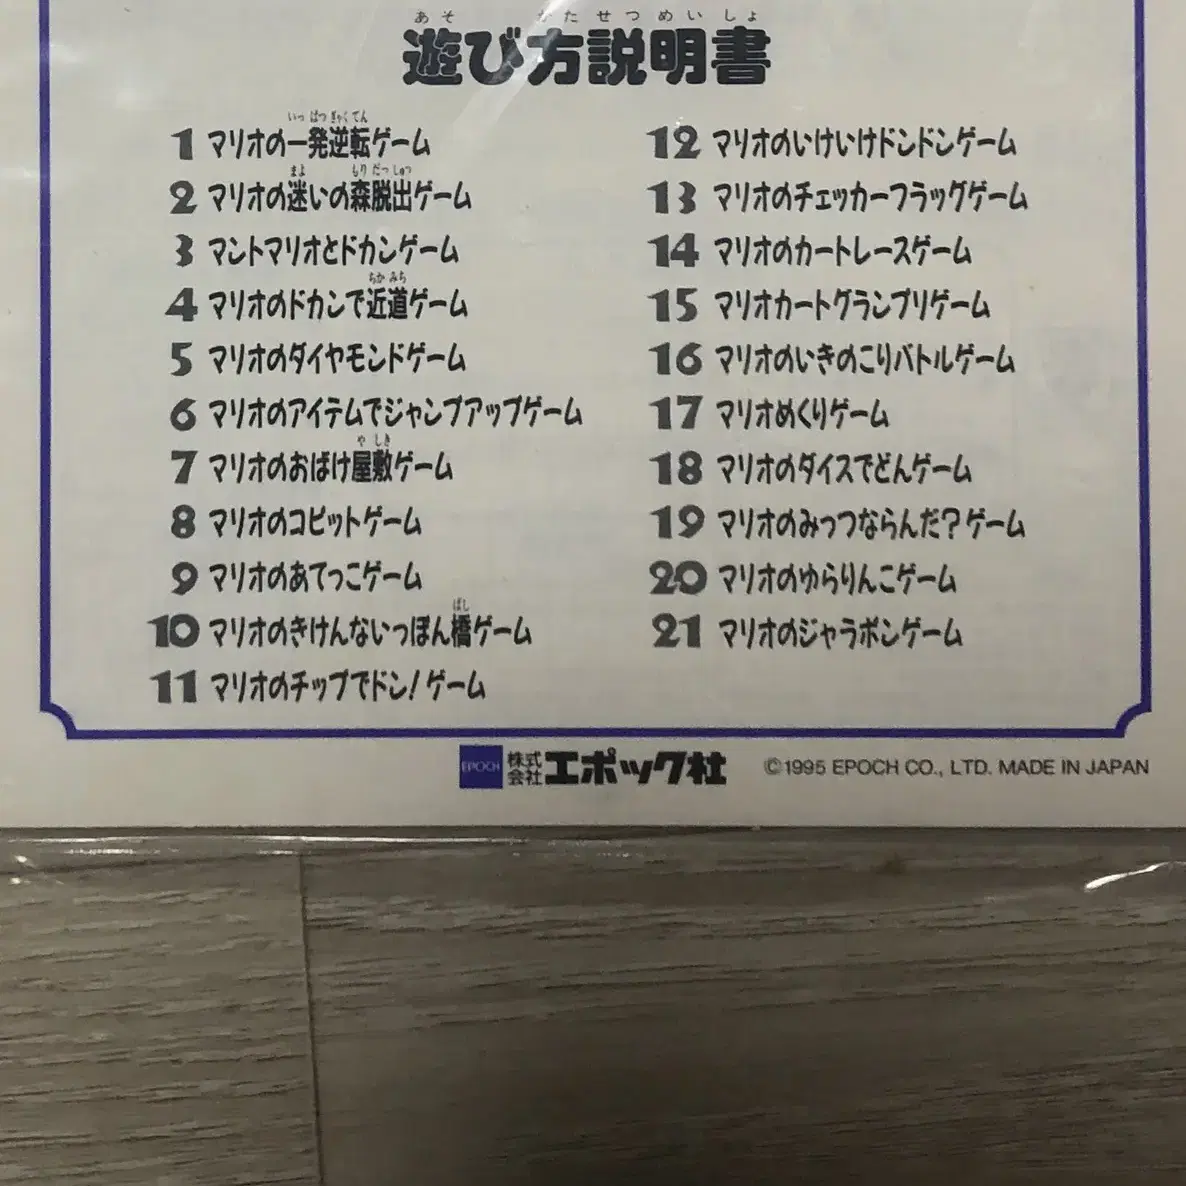 あそ かたせつめいしょ
遊び方説明書
いっぱつぎゃくてん
1 マリオの一発逆転ゲーム
まよ もりだっしゅつ
2 マリオの迷いの森脱出ゲーム
3 マントマリオとドカンゲーム
ちかみち
4 マリオのドカンで近道ゲーム
5 マリオのダイヤモンドゲーム
6 マリオのアイテムでジャンプアップゲーム
やしき
7 マリオのおばけ屋敷ゲーム
8 マリオのコピットゲーム
9 マリオのあてっこゲーム
ばし
10 マリオのきけんないっぽん橋ゲーム
11 マリオのチップでドン!ゲーム
12 マリオのいけいけドンドンゲーム
13 マリオのチェッカーフラッグゲーム
14 マリオのカートレースゲーム
15 マリオカートグランプリゲーム
16 マリオのいきのこりバトルゲーム
17 マリオめくりゲーム
18 マリオのダイスでどんゲーム
19 マリオのみっつならんだ?ゲーム
20 マリオのゆらりんこゲーム
21 マリオのジャラポンゲーム
EPOCH 株式会社エポック社 ©1995 EPOCH CO., LTD. MADE IN JAPAN